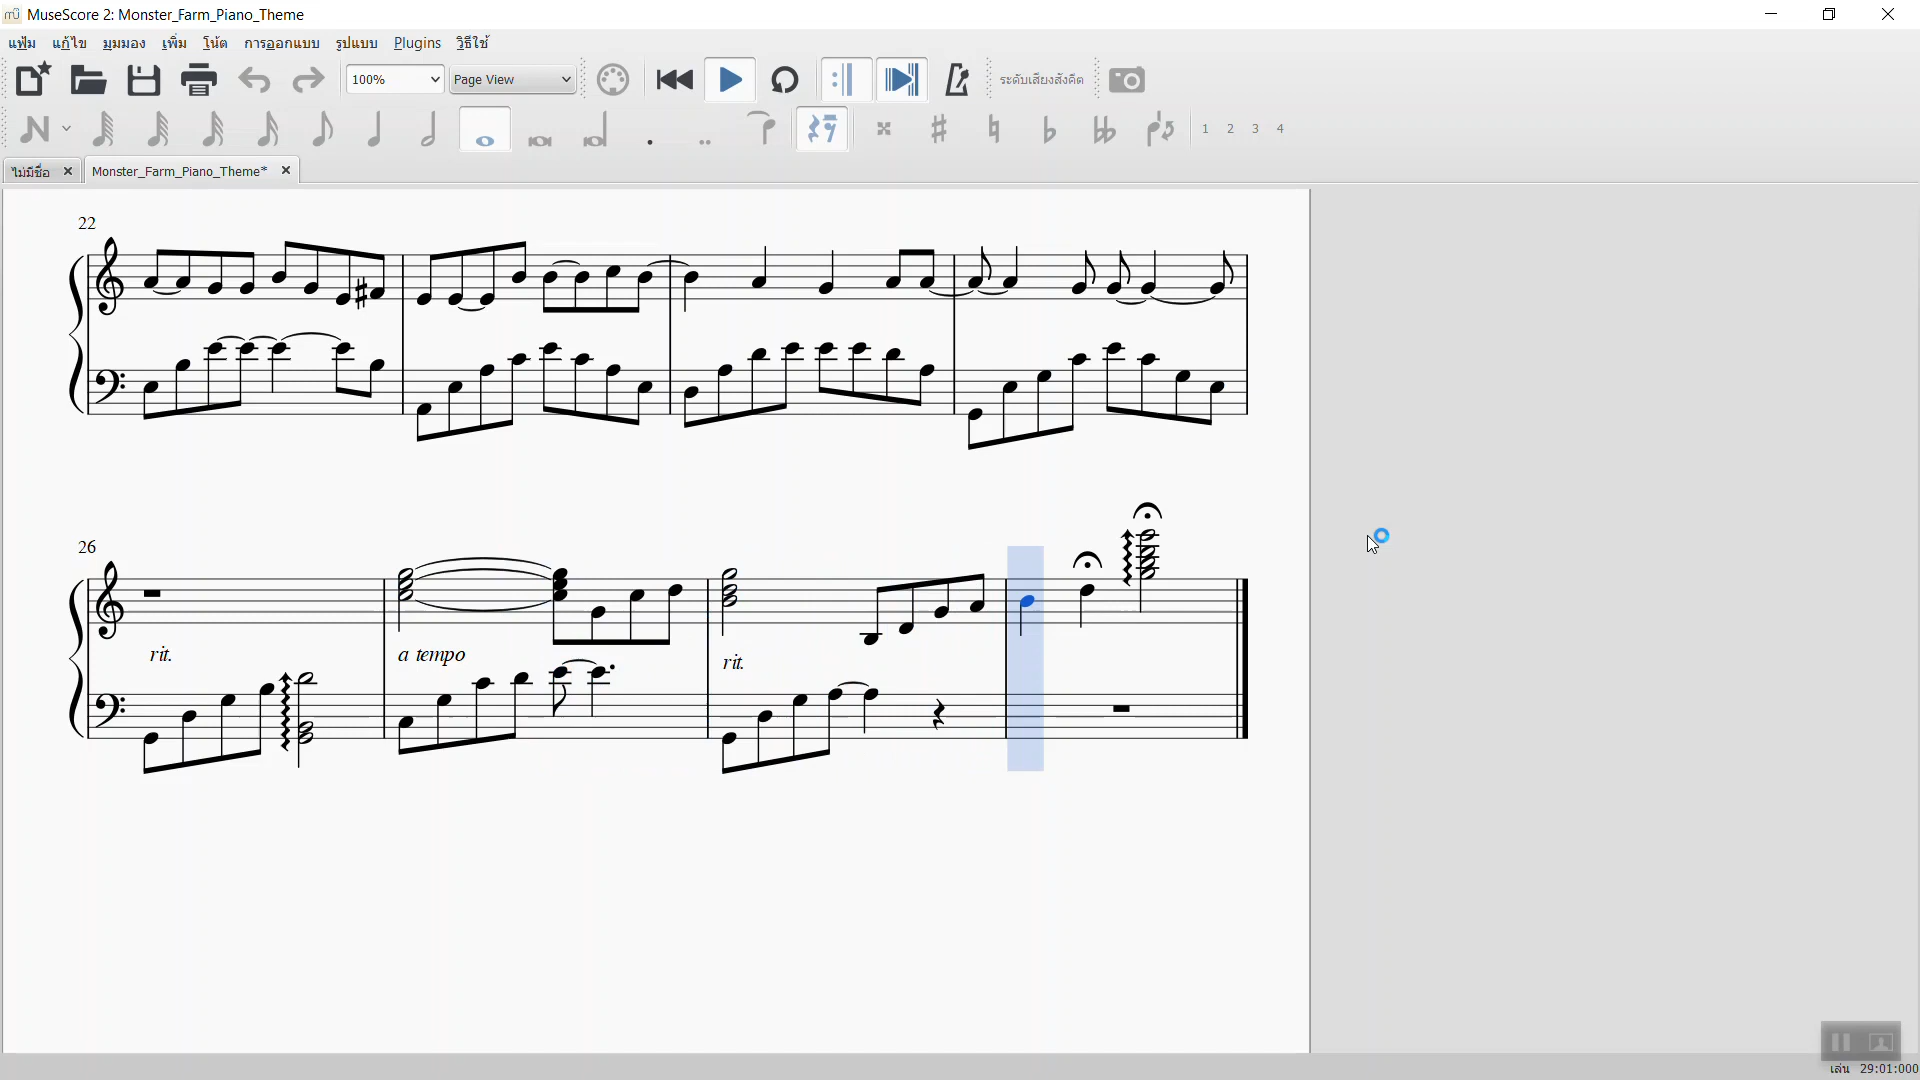 MuseScore 2: Monster_Farm_Piano_Theme
แฟ้ม แก้ไข มุมมอง เพิ่ม โน้ต การออกแบบ รูปแบบ Plugins วิธีใช้
100% Page View ระดับเสียงสังคีต
1 2 3 4
ไม่มีชื่อ Monster_Farm_Piano_Theme*
22
26
rit. a tempo rit.
เล่น 29:01:000